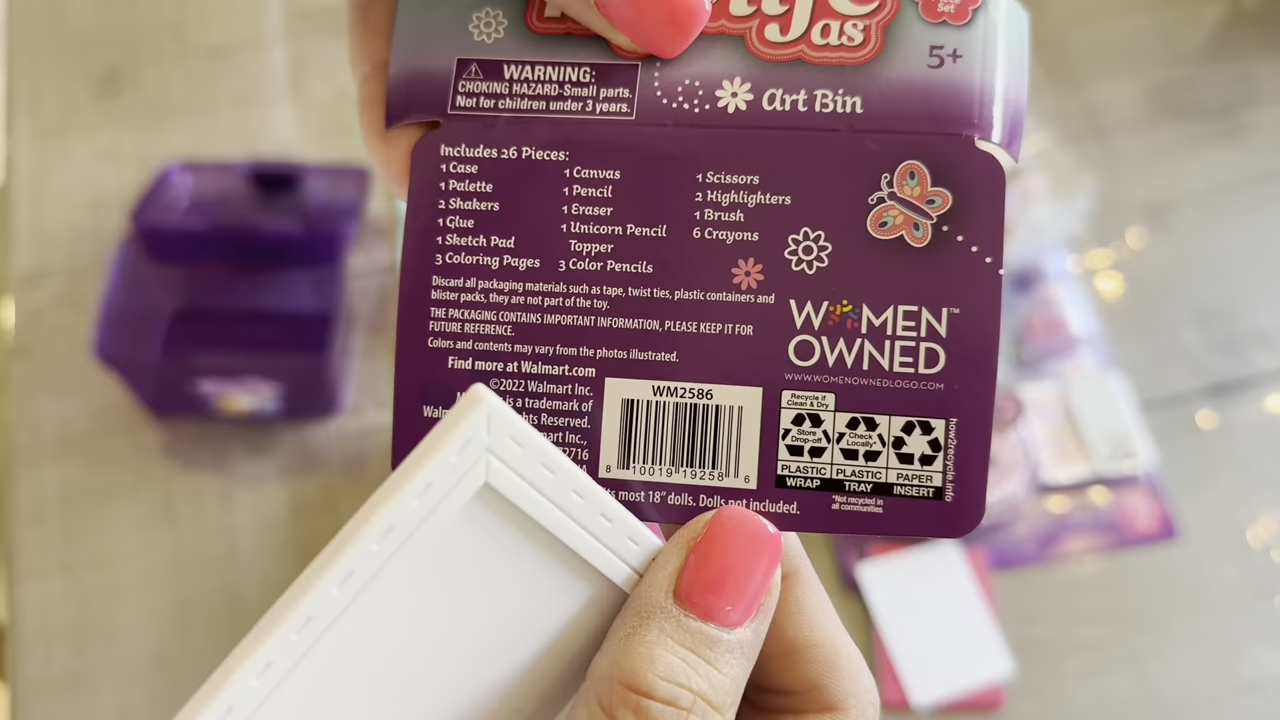 life
as
Set
5+
WARNING:
CHOKING HAZARD-Small parts.
Not for children under 3 years.
Art Bin
Includes 26 Pieces:
1 Case
1 Palette
2 Shakers
1 Glue
1 Sketch Pad
3 Coloring Pages
1 Canvas
1 Pencil
1 Eraser
1 Unicorn Pencil
Topper
3 Color Pencils
1 Scissors
2 Highlighters
1 Brush
6 Crayons
Discard all packaging materials such as tape, twist ties, plastic containers and
blister packs, they are not part of the toy.
THE PACKAGING CONTAINS IMPORTANT INFORMATION, PLEASE KEEP IT FOR
FUTURE REFERENCE.
Colors and contents may vary from the photos illustrated.
Find more at Walmart.com
©2022 Walmart Inc.
is a trademark of
Reserved.
Inc.,
72716
most 18" dolls. Dolls not included.
WM2586
8 10019 19258 6
WOMEN™
OWNED
WWW.WOMENOWNEDLOGO.COM
Recycle if
Clean & Dry
Store
Drop-off
PLASTIC
WRAP
Check
Locally*
PLASTIC
TRAY
PAPER
INSERT
*Not recycled in
all communities
how2recycle.info